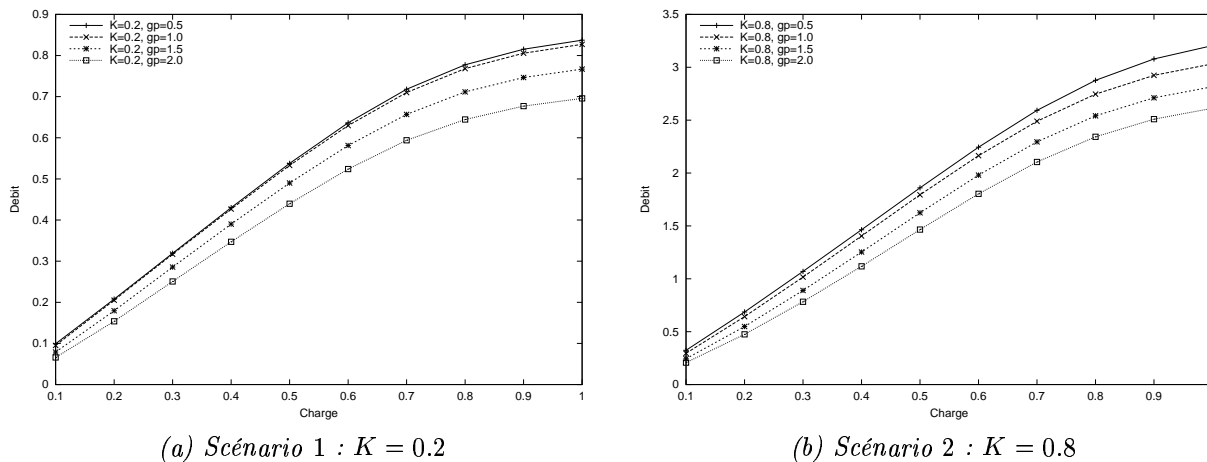 0.9
0.8
0.7
0.6
0.5
0.4
0.3
0.2
0.1
0
Debit
K=0.2, gp=0.5
K=0.2, gp=1.0
K=0.2, gp=1.5
K=0.2, gp=2.0
0.1 0.2 0.3 0.4 0.5 0.6 0.7 0.8 0.9 1
Charge
(a) Scénario 1 : K = 0.2
3.5
3
2.5
2
1.5
1
0.5
0
Debit
K=0.8, gp=0.5
K=0.8, gp=1.0
K=0.8, gp=1.5
K=0.8, gp=2.0
0.1 0.2 0.3 0.4 0.5 0.6 0.7 0.8 0.9
Charge
(b) Scénario 2 : K = 0.8